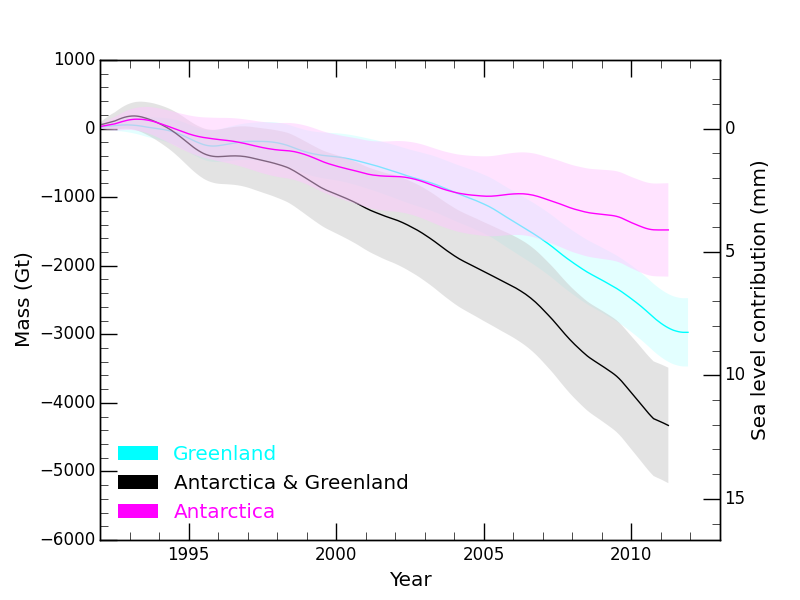 1000
0
−1000
−2000
−3000
−4000
−5000
−6000
Mass (Gt)
0
5
10
15
Sea level contribution (mm)
Greenland
Antarctica & Greenland
Antarctica
1995
2000
2005
2010
Year